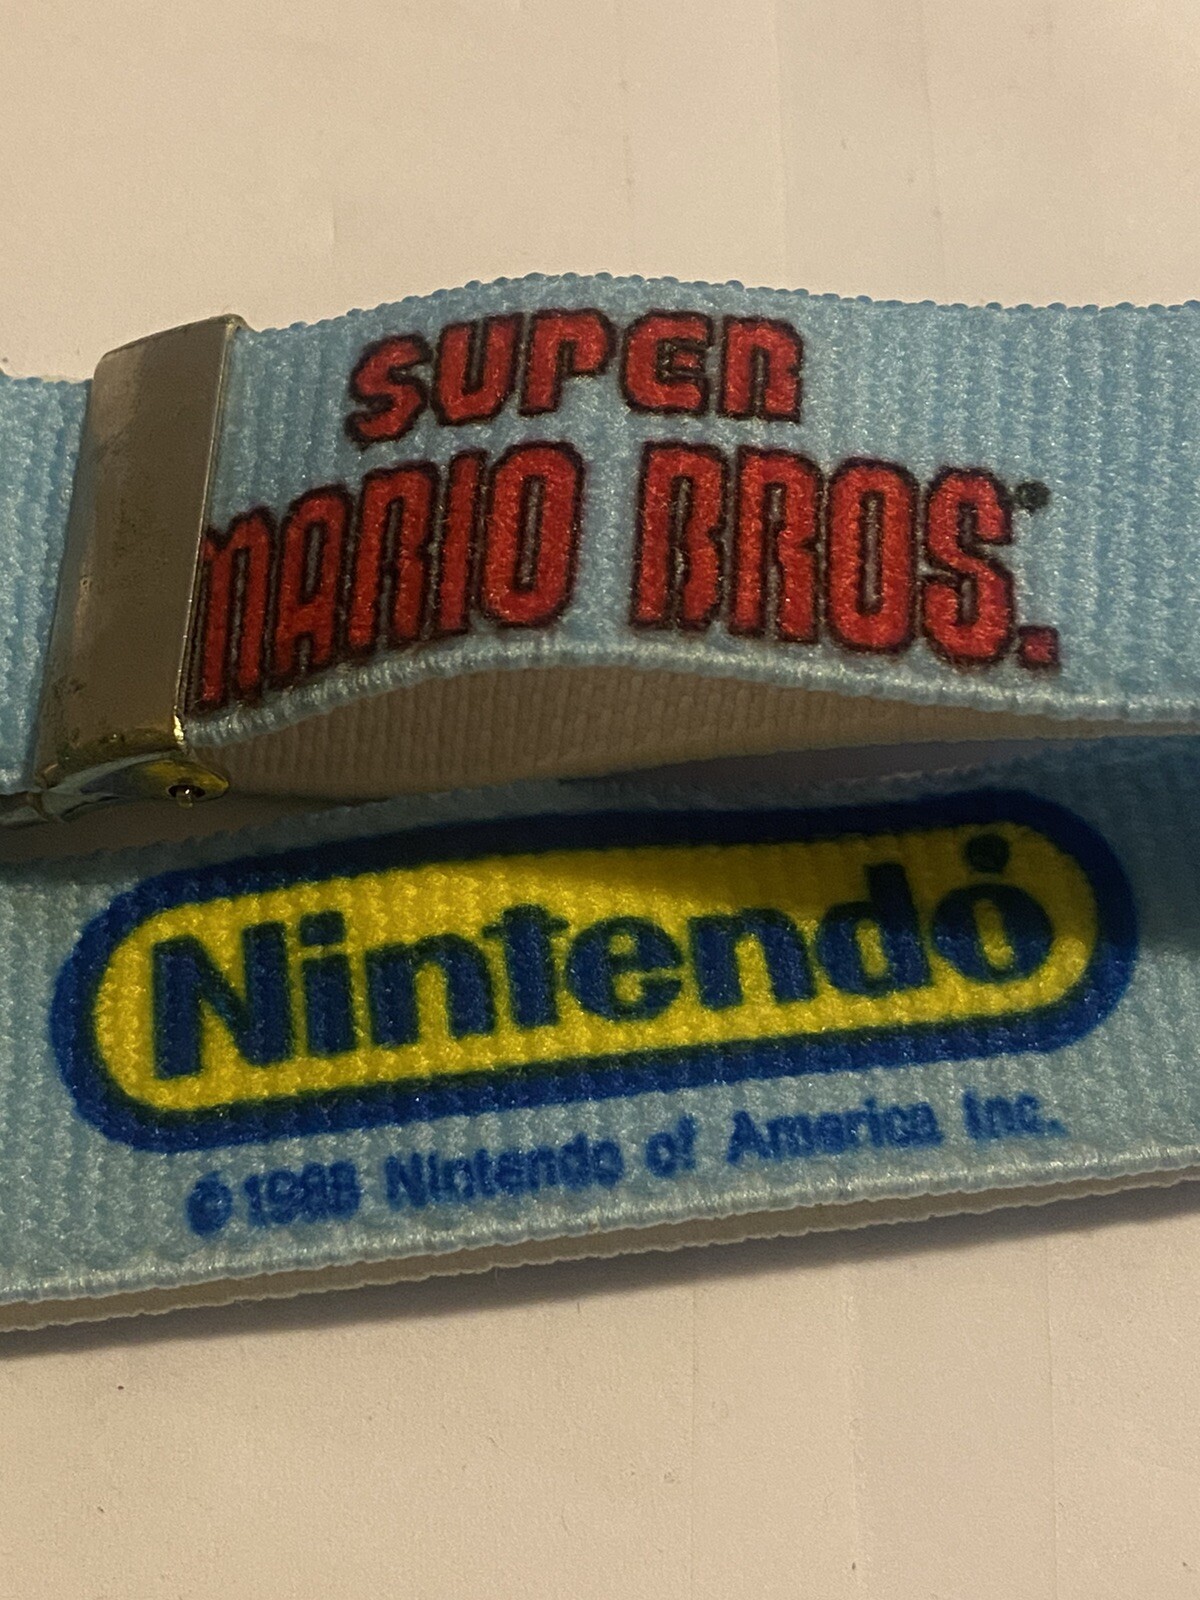 SUPER
MARIO BROS.
Nintendo
©1988 Nintendo of America Inc.